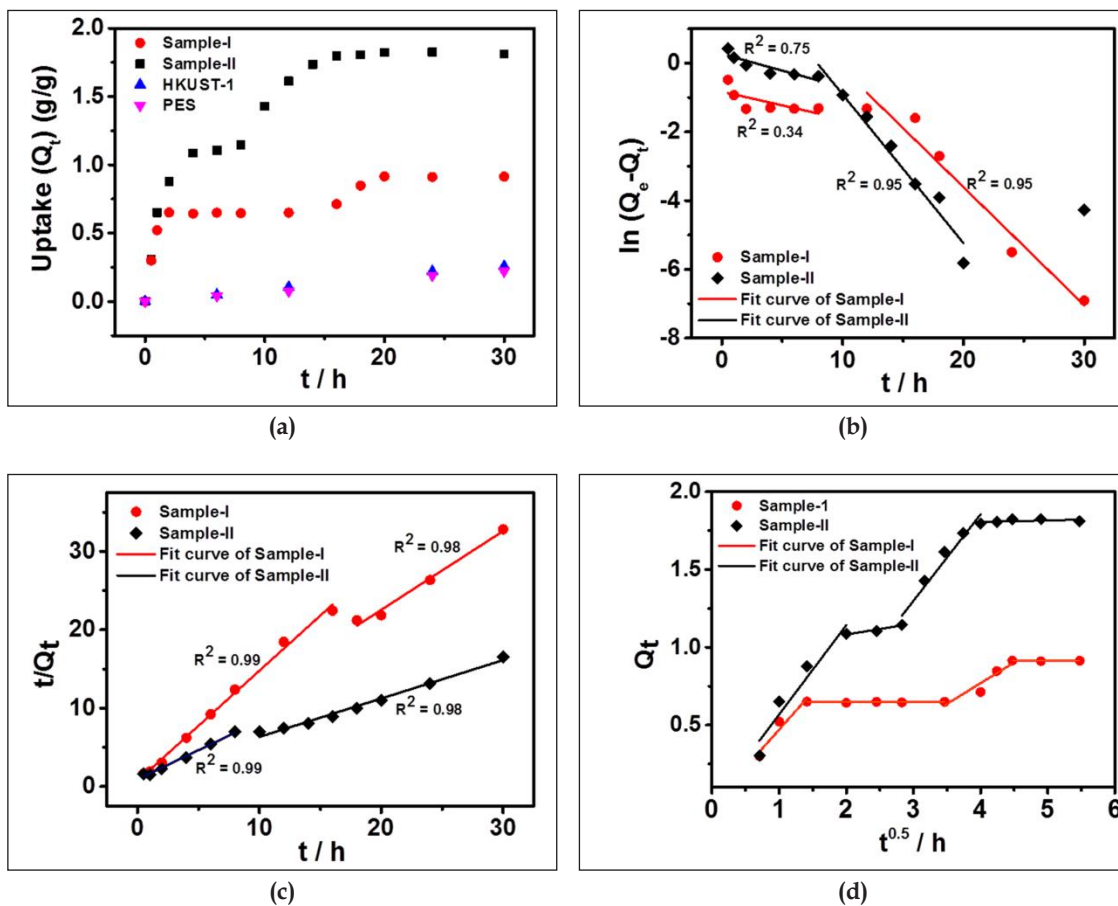 Uptake (Qt) (g/g)
2.0
1.5
1.0
0.5
0.0
Sample-I
Sample-II
HKUST-1
PES
0 10 20 30
t / h
(a)
ln (Qe-Qt)
0
-2
-4
-6
-8
R² = 0.75
R² = 0.34
R² = 0.95
R² = 0.95
Sample-I
Sample-II
Fit curve of Sample-I
Fit curve of Sample-II
0 10 20 30
t / h
(b)
t/Qt
30
20
10
0
Sample-I
Sample-II
Fit curve of Sample-I
Fit curve of Sample-II
R² = 0.98
R² = 0.99
R² = 0.98
R² = 0.99
0 10 20 30
t / h
(c)
Qt
2.0
1.5
1.0
0.5
Sample-1
Sample-II
Fit curve of Sample-I
Fit curve of Sample-II
0 1 2 3 4 5 6
t^0.5 / h
(d)